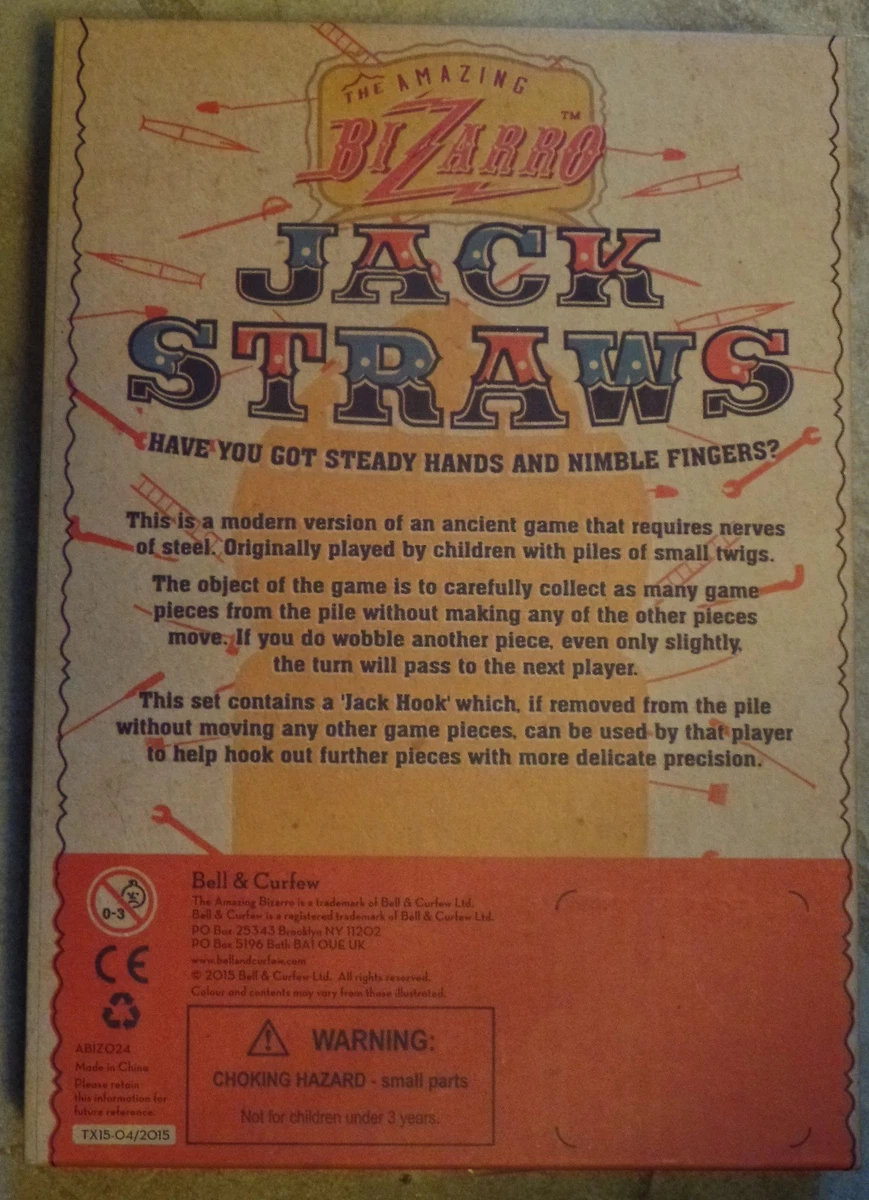 THE AMAZING
BIZARRO™
JACK
STRAWS
HAVE YOU GOT STEADY HANDS AND NIMBLE FINGERS?
This is a modern version of an ancient game that requires nerves
of steel. Originally played by children with piles of small twigs.
The object of the game is to carefully collect as many game
pieces from the pile without making any of the other pieces
move. If you do wobble another piece, even only slightly,
the turn will pass to the next player.
This set contains a 'Jack Hook' which, if removed from the pile
without moving any other game pieces, can be used by that player
to help hook out further pieces with more delicate precision.
0-3
CE
Bell & Curfew
The Amazing Bizarro is a trademark of Bell & Curfew Ltd.
Bell & Curfew is a registered trademark of Bell & Curfew Ltd.
PO Box 25343 Brooklyn NY 11202
PO Box 5196 Bath BA1 0UE UK
www.bellandcurfew.com
© 2015 Bell & Curfew Ltd. All rights reserved.
Colour and contents may vary from those illustrated.
ABIZ024
Made in China
Please retain
this information for
future reference.
TX15-04/2015
WARNING:
CHOKING HAZARD - small parts
Not for children under 3 years.